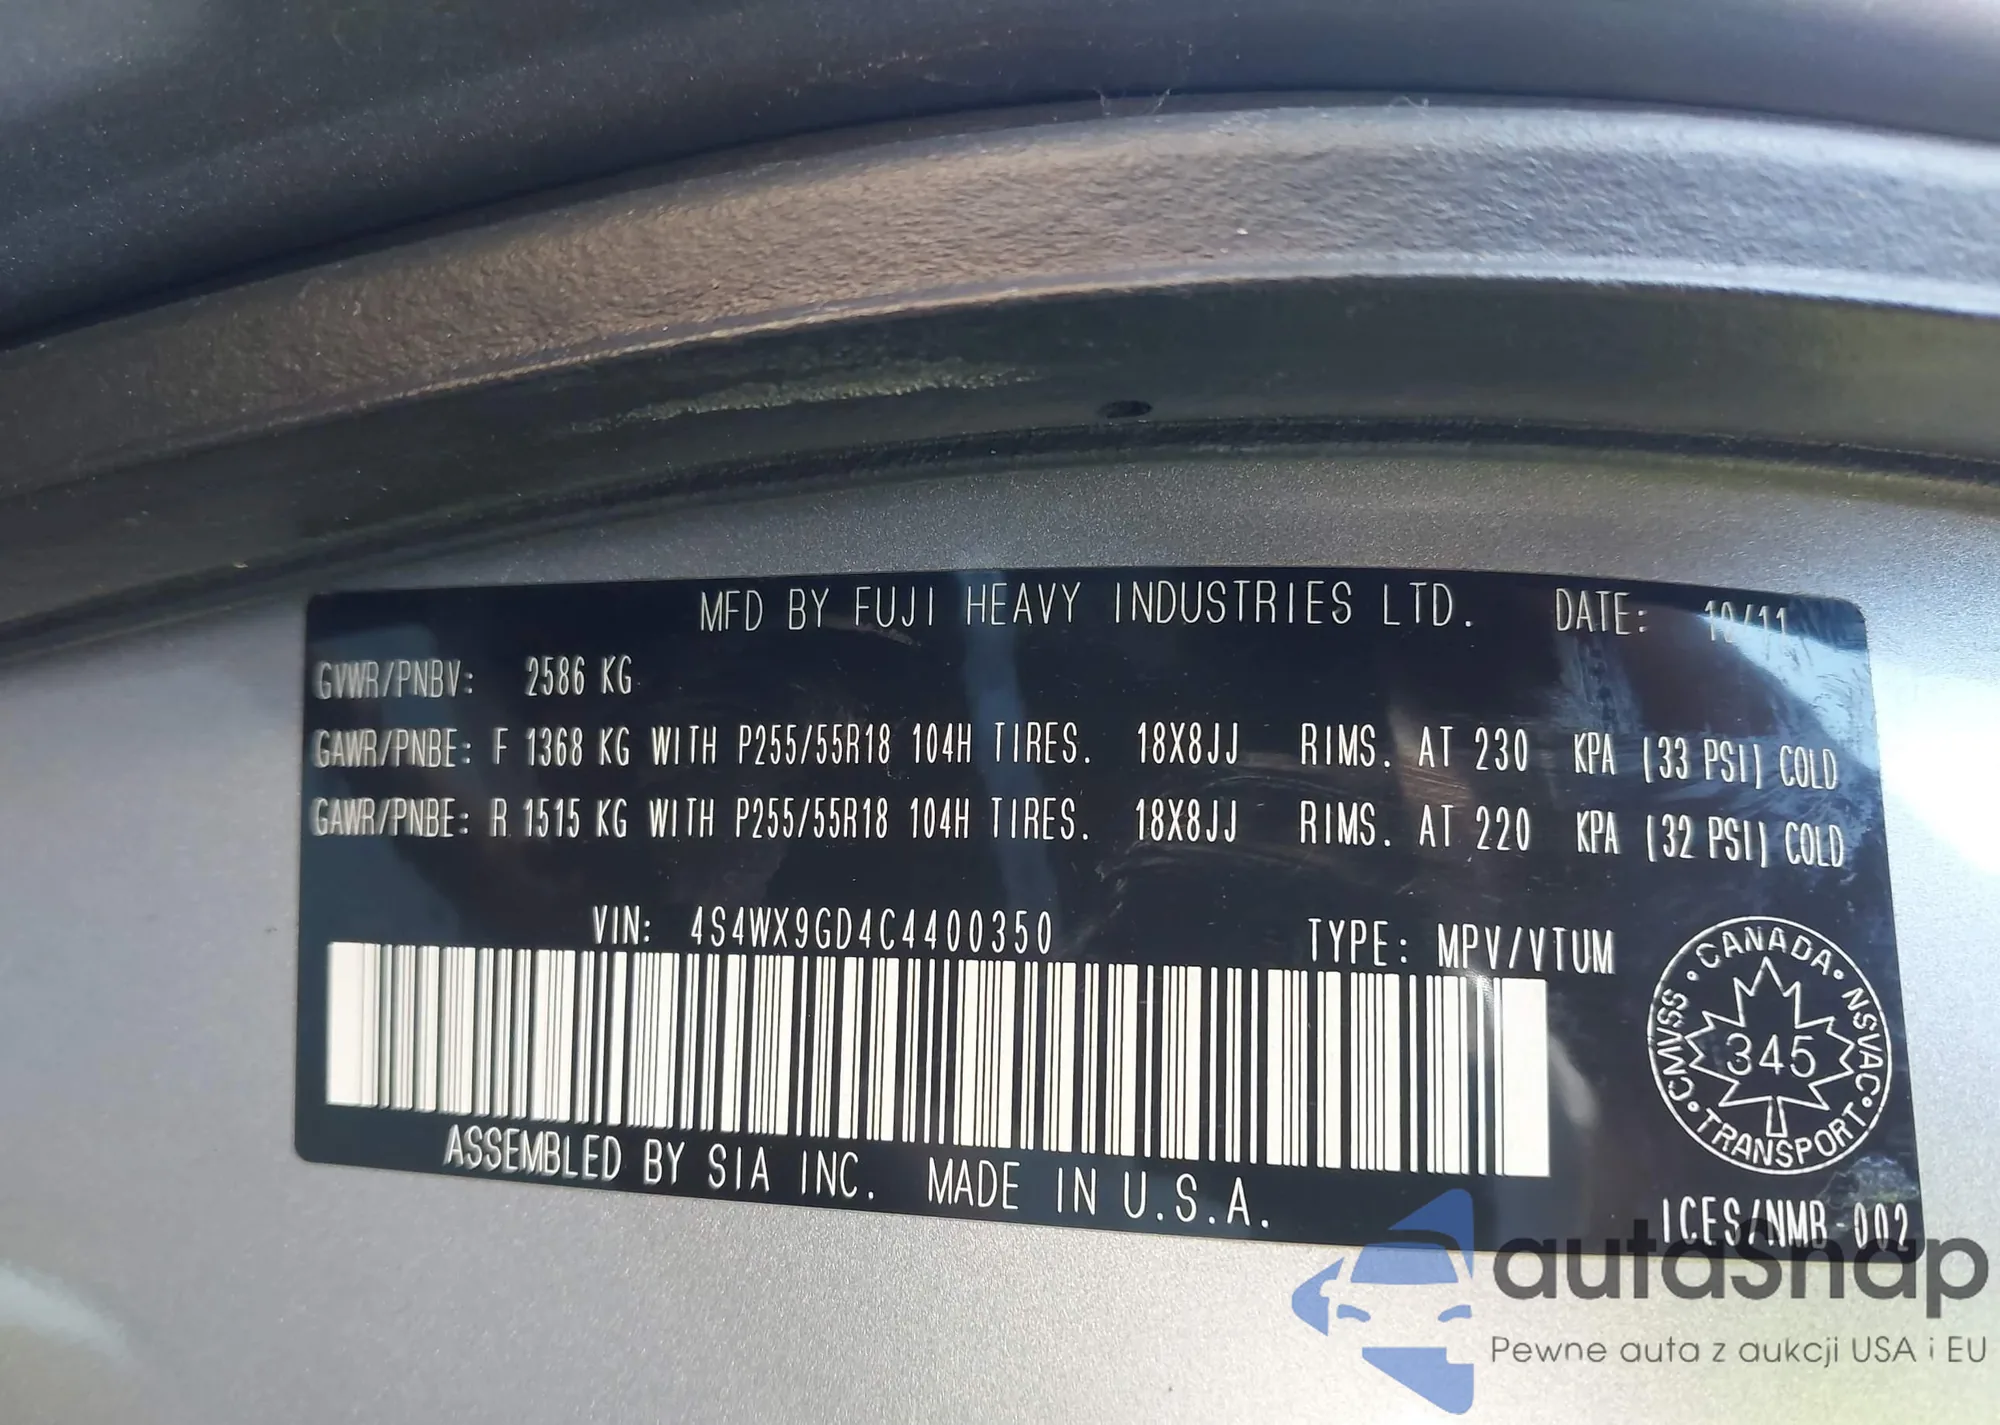 MFD BY FUJI HEAVY INDUSTRIES LTD. DATE: 10/11
GVWR/PNBV: 2586 KG
GAWR/PNBE: F 1368 KG WITH P255/55R18 104H TIRES. 18X8JJ RIMS. AT 230 KPA (33 PSI) COLD
GAWR/PNBE: R 1515 KG WITH P255/55R18 104H TIRES. 18X8JJ RIMS. AT 220 KPA (32 PSI) COLD
VIN: 4S4WX9GD4C4400350 TYPE: MPV/VTUM
CANADA · NSVAC · TRANSPORT · CMVSS ·
345
ASSEMBLED BY SIA INC. MADE IN U.S.A.
ICES/NMB-002
autaSnap
Pewne auta z aukcji USA i EU